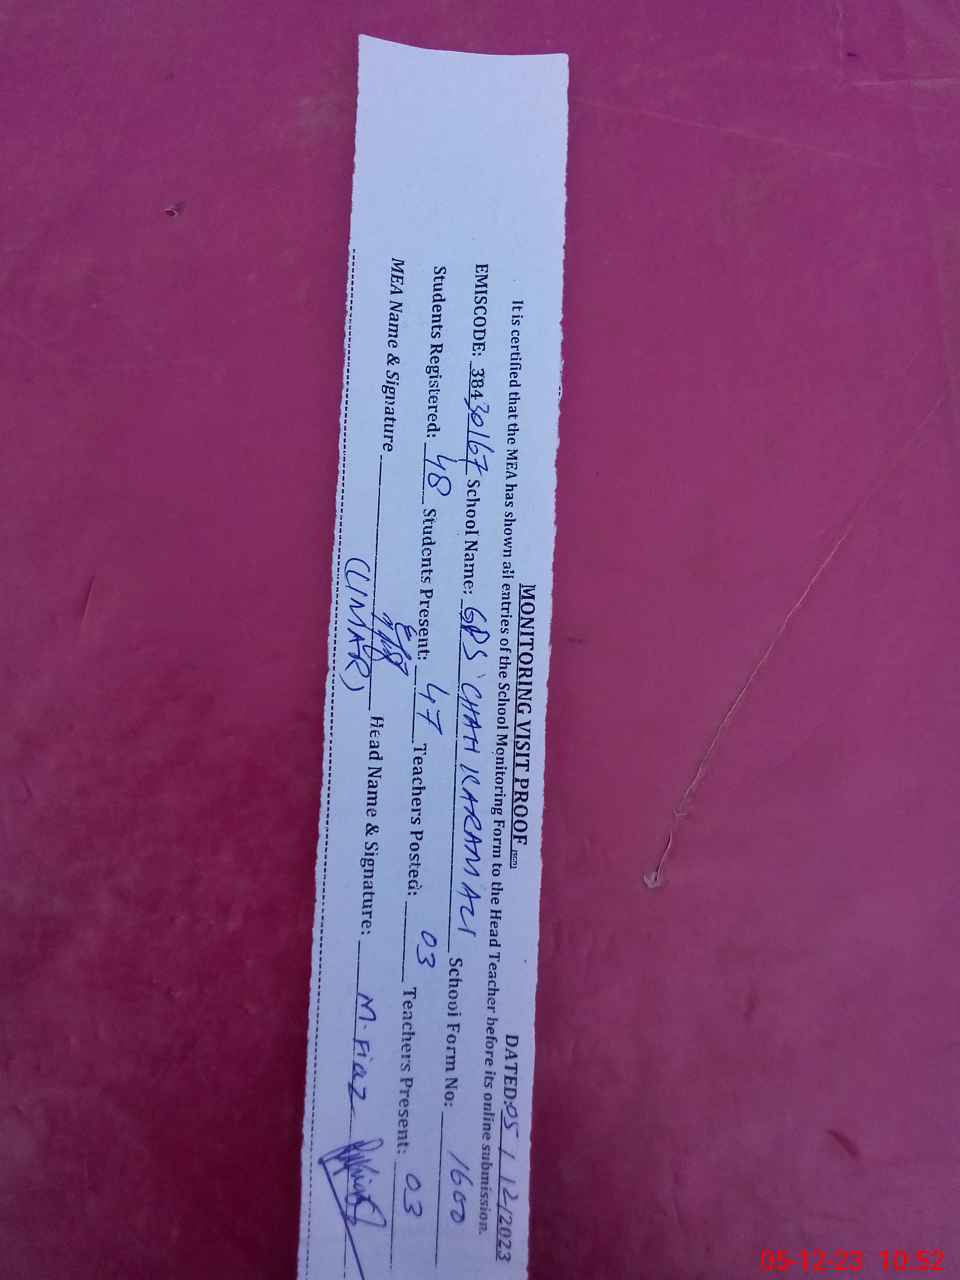 MONITORING VISIT PROOF DATED: 05 / 12/2023
It is certified that the MEA has shown all entries of the School Monitoring Form to the Head Teacher before its online submission.
EMISCODE: 38430167 School Name: GPS CHAH KARAM ALI School Form No: 1600
Students Registered: 48 Students Present: 47 Teachers Posted: 03 Teachers Present: 03
MEA Name & Signature Head Name & Signature: M. Fiaz
(UMAR)
05-12-23 10:52